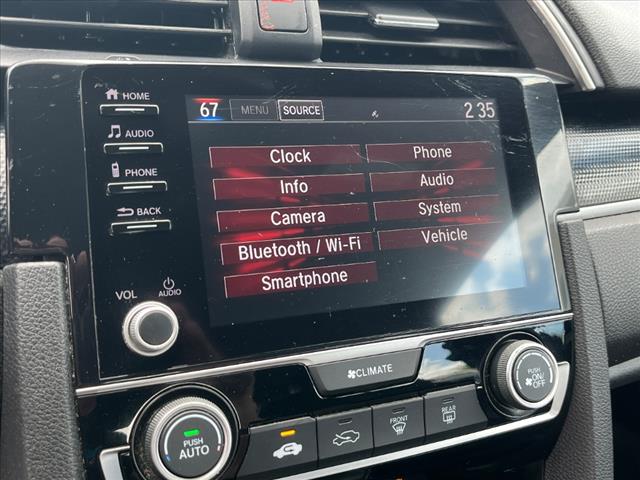 HOME
67 MENU SOURCE 2:35
AUDIO
PHONE
BACK
Clock
Phone
Info
Audio
Camera
System
Bluetooth / Wi-Fi
Vehicle
Smartphone
VOL
AUDIO
CLIMATE
PUSH
ON/
OFF
PUSH
AUTO
FRONT
REAR